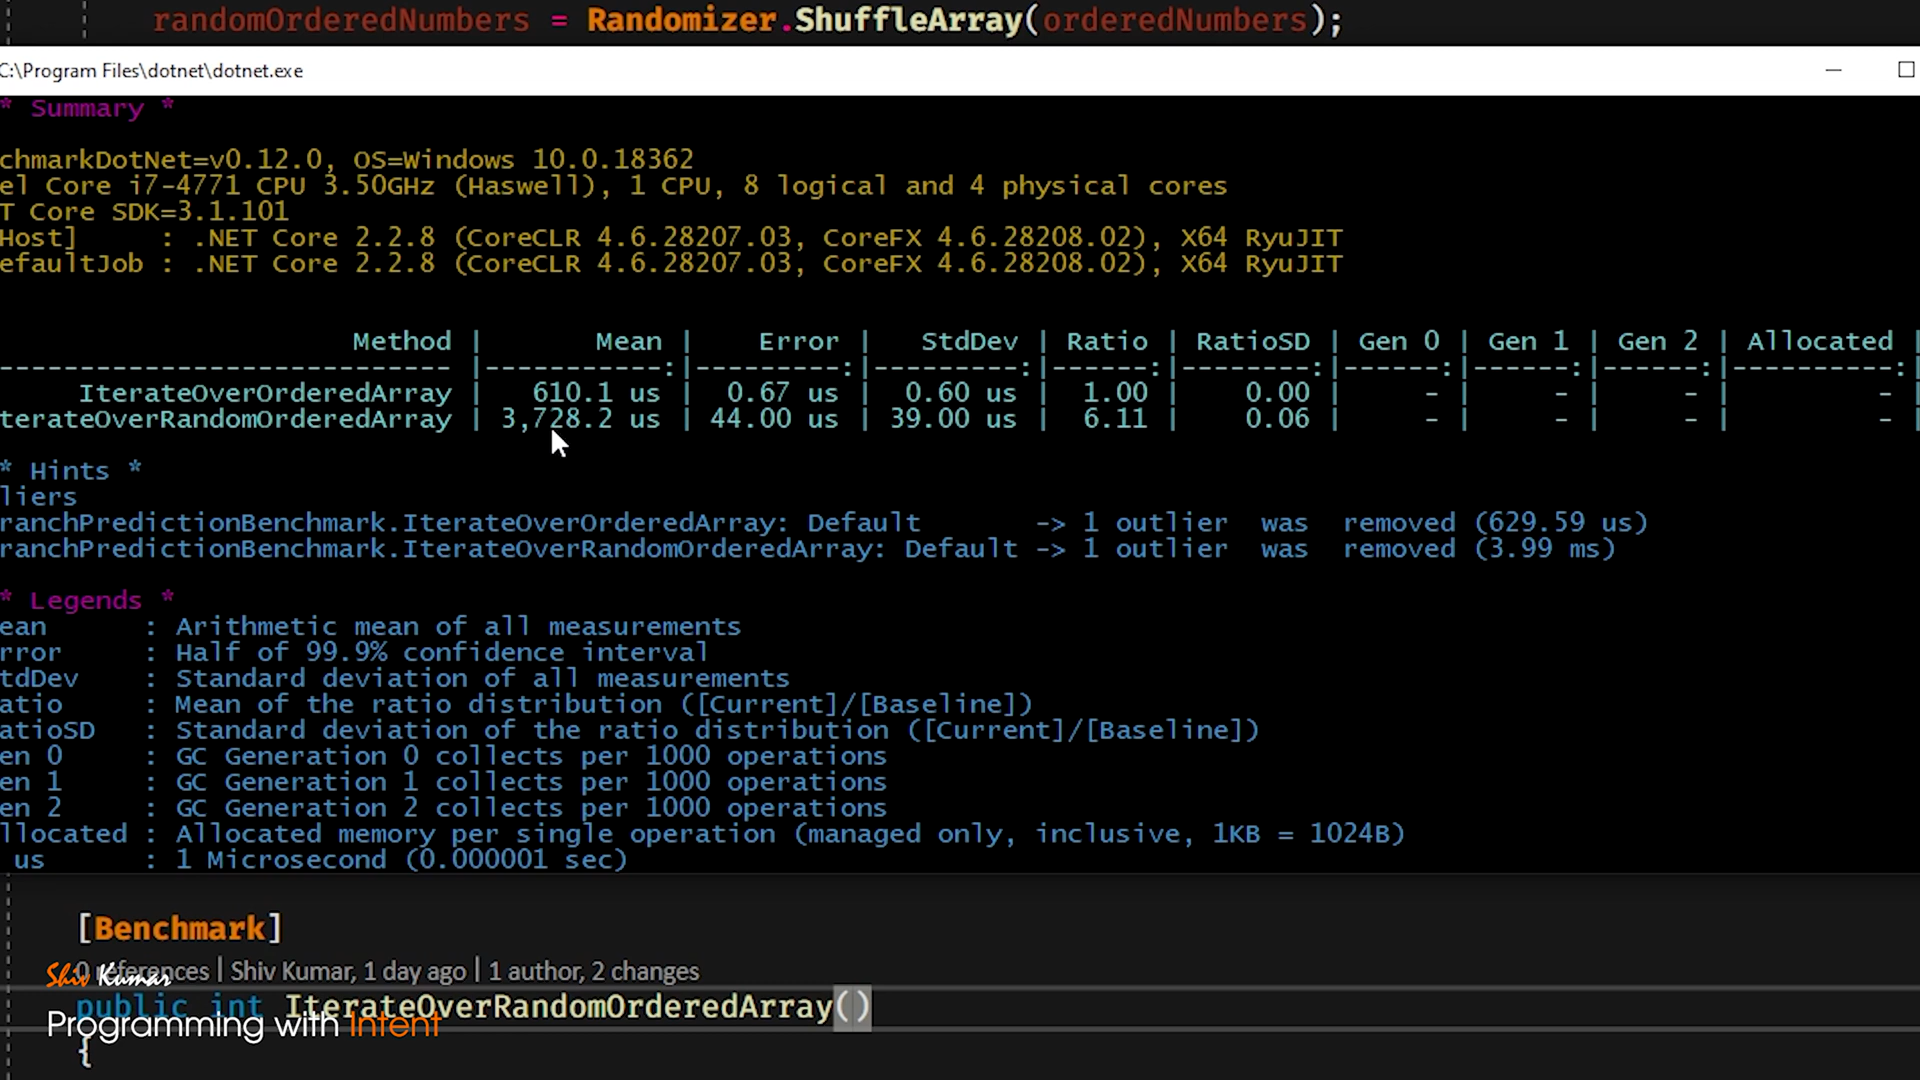 randomOrderedNumbers = Randomizer.ShuffleArray(orderedNumbers);
C:\Program Files\dotnet\dotnet.exe
* Summary *
chmarkDotNet=v0.12.0, OS=Windows 10.0.18362
el Core i7-4771 CPU 3.50GHz (Haswell), 1 CPU, 8 logical and 4 physical cores
T Core SDK=3.1.101
Host]      : .NET Core 2.2.8 (CoreCLR 4.6.28207.03, CoreFX 4.6.28208.02), X64 RyuJIT
efaultJob : .NET Core 2.2.8 (CoreCLR 4.6.28207.03, CoreFX 4.6.28208.02), X64 RyuJIT
Method | Mean | Error | StdDev | Ratio | RatioSD | Gen 0 | Gen 1 | Gen 2 | Allocated |
---------------------------- |-----------:|---------:|---------:|------:|--------:|------:|------:|------:|----------:|
IterateOverOrderedArray | 610.1 us | 0.67 us | 0.60 us | 1.00 | 0.00 | - | - | - | - |
terateOverRandomOrderedArray | 3,728.2 us | 44.00 us | 39.00 us | 6.11 | 0.06 | - | - | - | - |
* Hints *
liers
ranchPredictionBenchmark.IterateOverOrderedArray: Default       -> 1 outlier  was  removed (629.59 us)
ranchPredictionBenchmark.IterateOverRandomOrderedArray: Default -> 1 outlier  was  removed (3.99 ms)
* Legends *
ean       : Arithmetic mean of all measurements
rror      : Half of 99.9% confidence interval
tdDev     : Standard deviation of all measurements
atio      : Mean of the ratio distribution ([Current]/[Baseline])
atioSD    : Standard deviation of the ratio distribution ([Current]/[Baseline])
en 0      : GC Generation 0 collects per 1000 operations
en 1      : GC Generation 1 collects per 1000 operations
en 2      : GC Generation 2 collects per 1000 operations
llocated : Allocated memory per single operation (managed only, inclusive, 1KB = 1024B)
us       : 1 Microsecond (0.000001 sec)
[Benchmark]
0 references | Shiv Kumar, 1 day ago | 1 author, 2 changes
Shiv Kumar
public int IterateOverRandomOrderedArray()
Programming with Intent
{